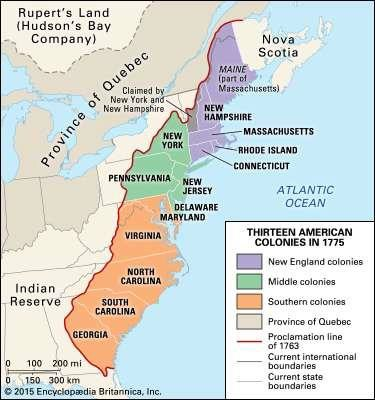 Rupert's Land
(Hudson's Bay
Company)
Nova
Scotia
Province of Quebec
MAINE
(part of
Massachusetts)
Claimed by
New York and
New Hampshire
NEW
HAMPSHIRE
MASSACHUSETTS
NEW
YORK
RHODE ISLAND
CONNECTICUT
PENNSYLVANIA
NEW
JERSEY
ATLANTIC
OCEAN
DELAWARE
MARYLAND
VIRGINIA
Indian
Reserve
NORTH
CAROLINA
SOUTH
CAROLINA
GEORGIA
THIRTEEN AMERICAN
COLONIES IN 1775
New England colonies
Middle colonies
Southern colonies
Province of Quebec
Proclamation line
of 1763
Current international
boundaries
Current state
boundaries
0 100 200 mi
0 150 300 km
© 2015 Encyclopædia Britannica, Inc.